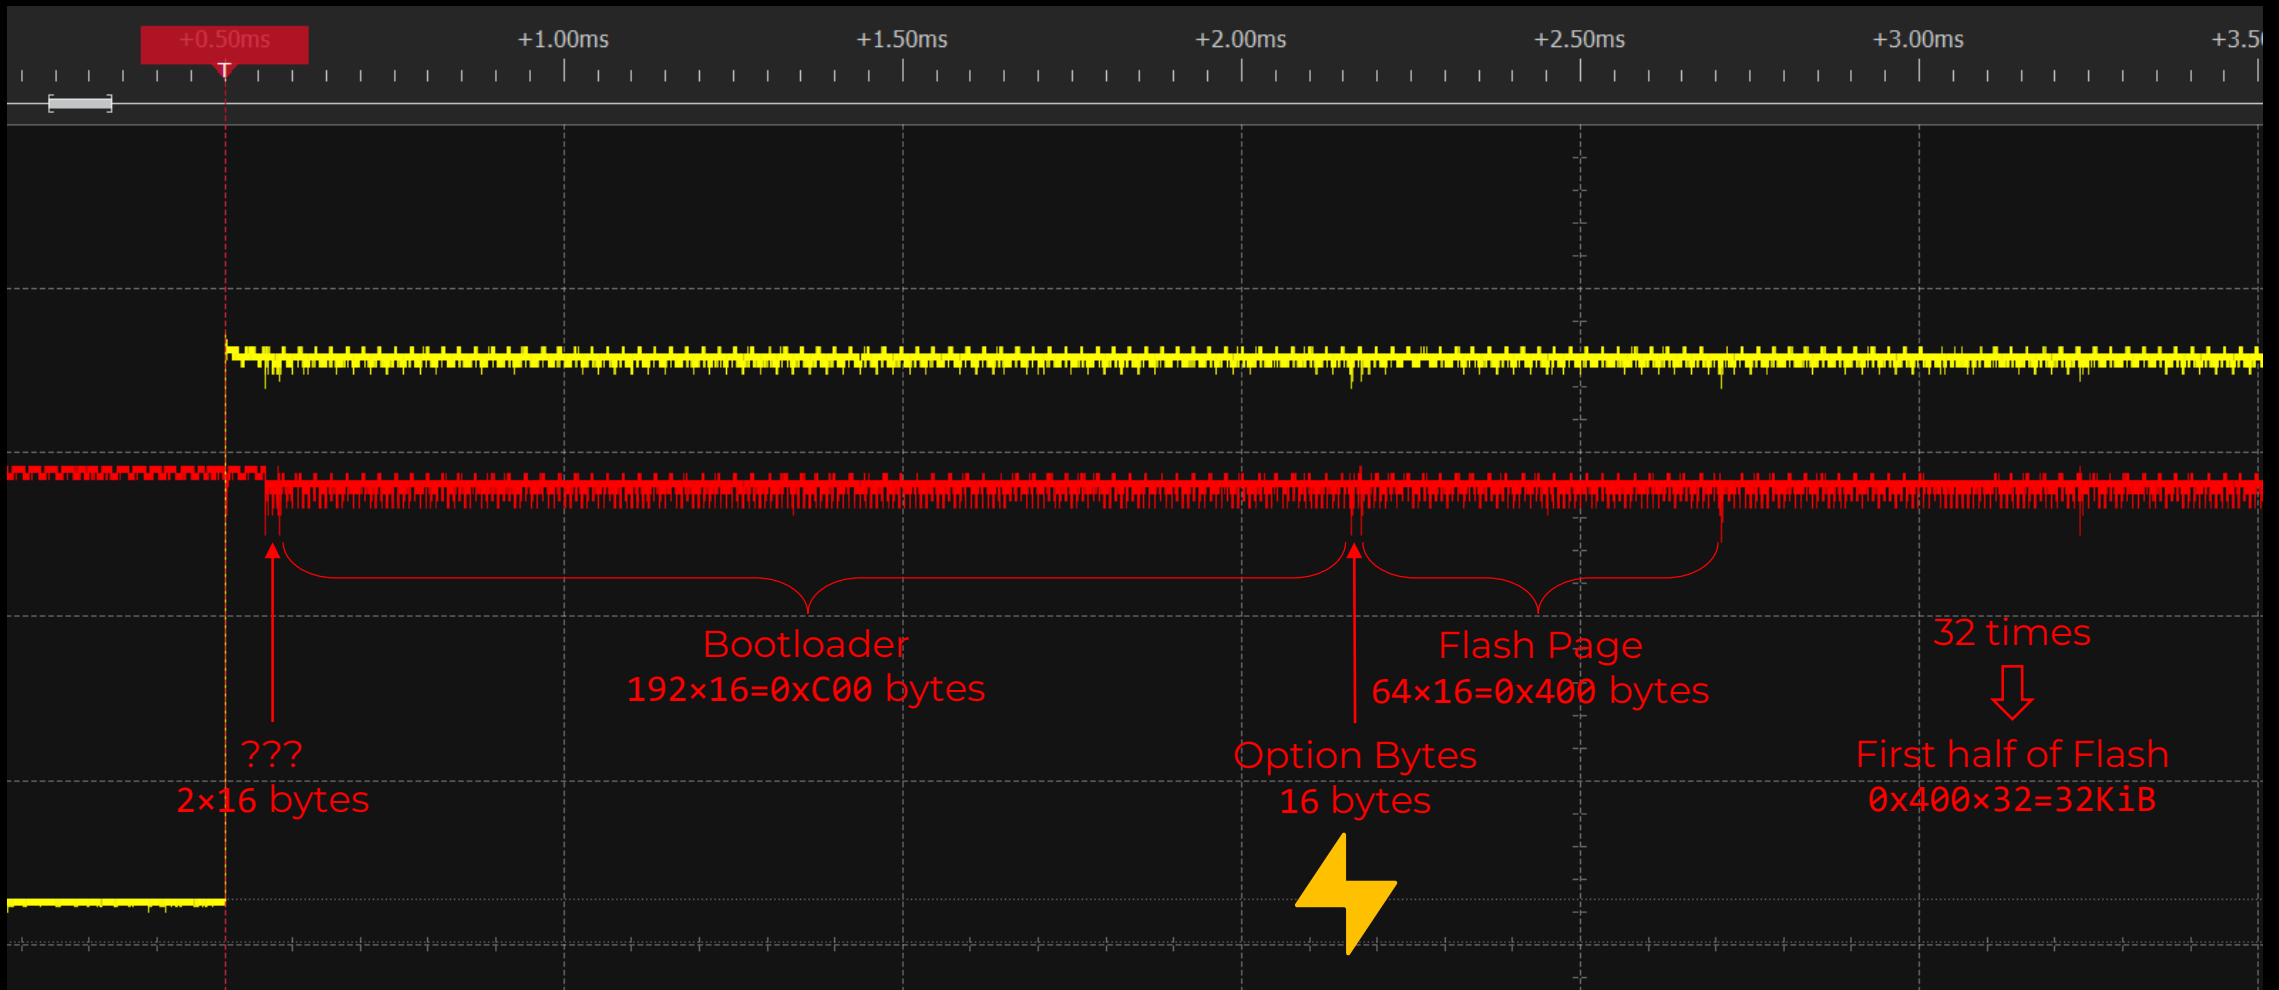 +0.50ms
+1.00ms
+1.50ms
+2.00ms
+2.50ms
+3.00ms
+3.50
T
Bootloader
192×16=0xC00 bytes
Flash Page
64×16=0x400 bytes
32 times
???
2×16 bytes
Option Bytes
16 bytes
First half of Flash
0x400×32=32KiB